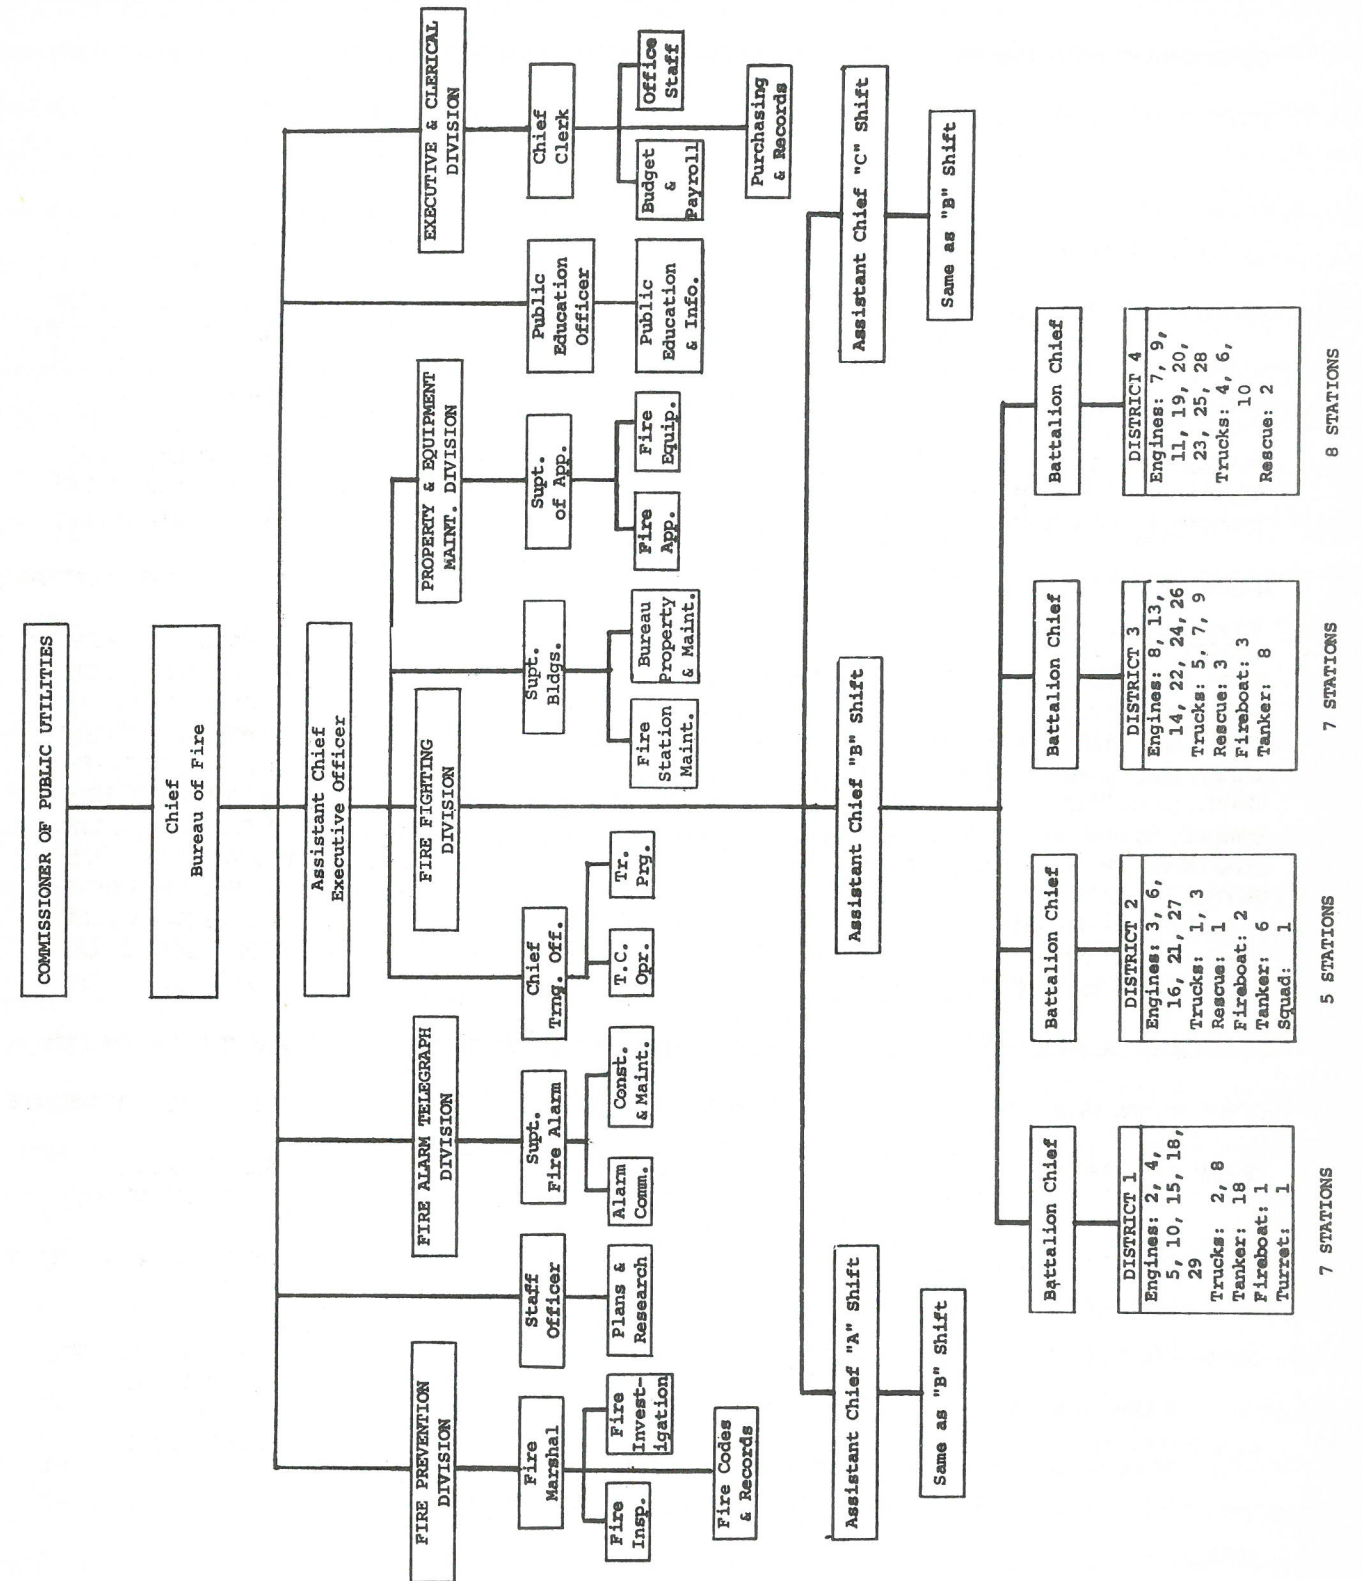 COMMISSIONER OF PUBLIC UTILITIES
Chief
Bureau of Fire
Assistant Chief
Executive Officer
FIRE PREVENTION
DIVISION
FIRE ALARM TELEGRAPH
DIVISION
FIRE FIGHTING
DIVISION
PROPERTY & EQUIPMENT
MAINT. DIVISION
EXECUTIVE & CLERICAL
DIVISION
Fire
Marshal
Staff
Officer
Supt.
Fire Alarm
Chief
Trng. Off.
Supt.
Bldgs.
Supt.
of App.
Public
Education
Officer
Chief
Clerk
Fire
Insp.
Fire
Invest-
igation
Plans &
Research
Alarm
Comm.
Const.
& Maint.
T.C.
Opr.
Tr.
Prg.
Fire
Station
Maint.
Bureau
Property
& Maint.
Fire
App.
Fire
Equip.
Public
Education
& Info.
Budget
&
Payroll
Office
Staff
Fire Codes
& Records
Purchasing
& Records
Assistant Chief "A" Shift
Assistant Chief "B" Shift
Assistant Chief "C" Shift
Same as "B" Shift
Same as "B" Shift
Battalion Chief
Battalion Chief
Battalion Chief
Battalion Chief
DISTRICT 1
Engines: 2, 4,
5, 10, 15, 18,
29
Trucks: 2, 8
Tanker: 18
Fireboat: 1
Turret: 1
DISTRICT 2
Engines: 3, 6,
16, 21, 27
Trucks: 1, 3
Rescue: 1
Fireboat: 2
Tanker: 6
Squad: 1
DISTRICT 3
Engines: 8, 13,
14, 22, 24, 26
Trucks: 5, 7, 9
Rescue: 3
Fireboat: 3
Tanker: 8
DISTRICT 4
Engines: 7, 9,
11, 19, 20,
23, 25, 28
Trucks: 4, 6,
10
Rescue: 2
7 STATIONS
5 STATIONS
7 STATIONS
8 STATIONS